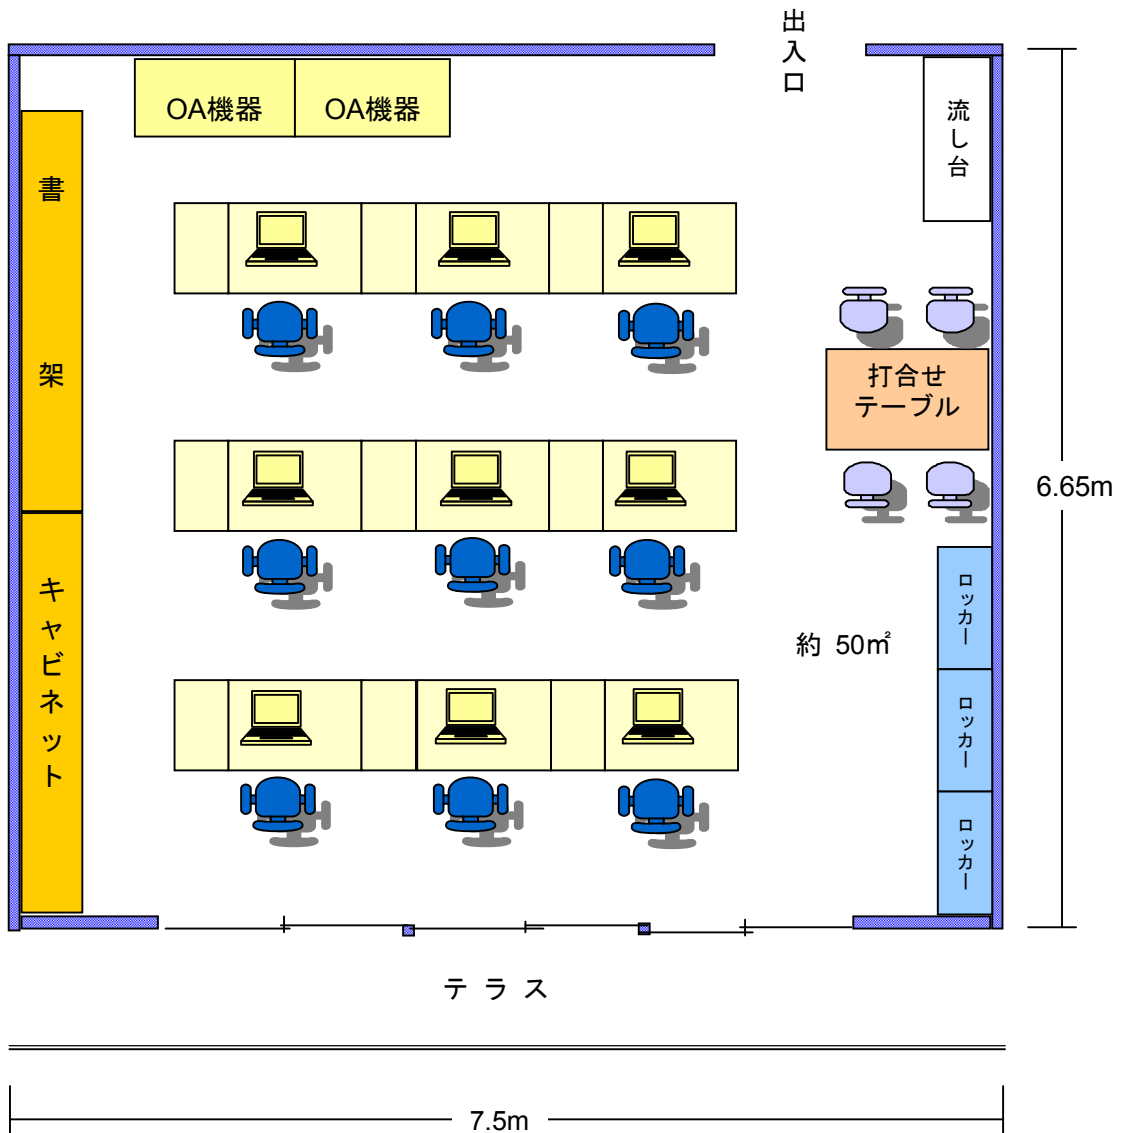 出入口
OA機器 OA機器
流し台
書架
打合せ
テーブル
6.65m
キャビネット
ロッカー
約 50㎡
ロッカー
ロッカー
テラス
7.5m